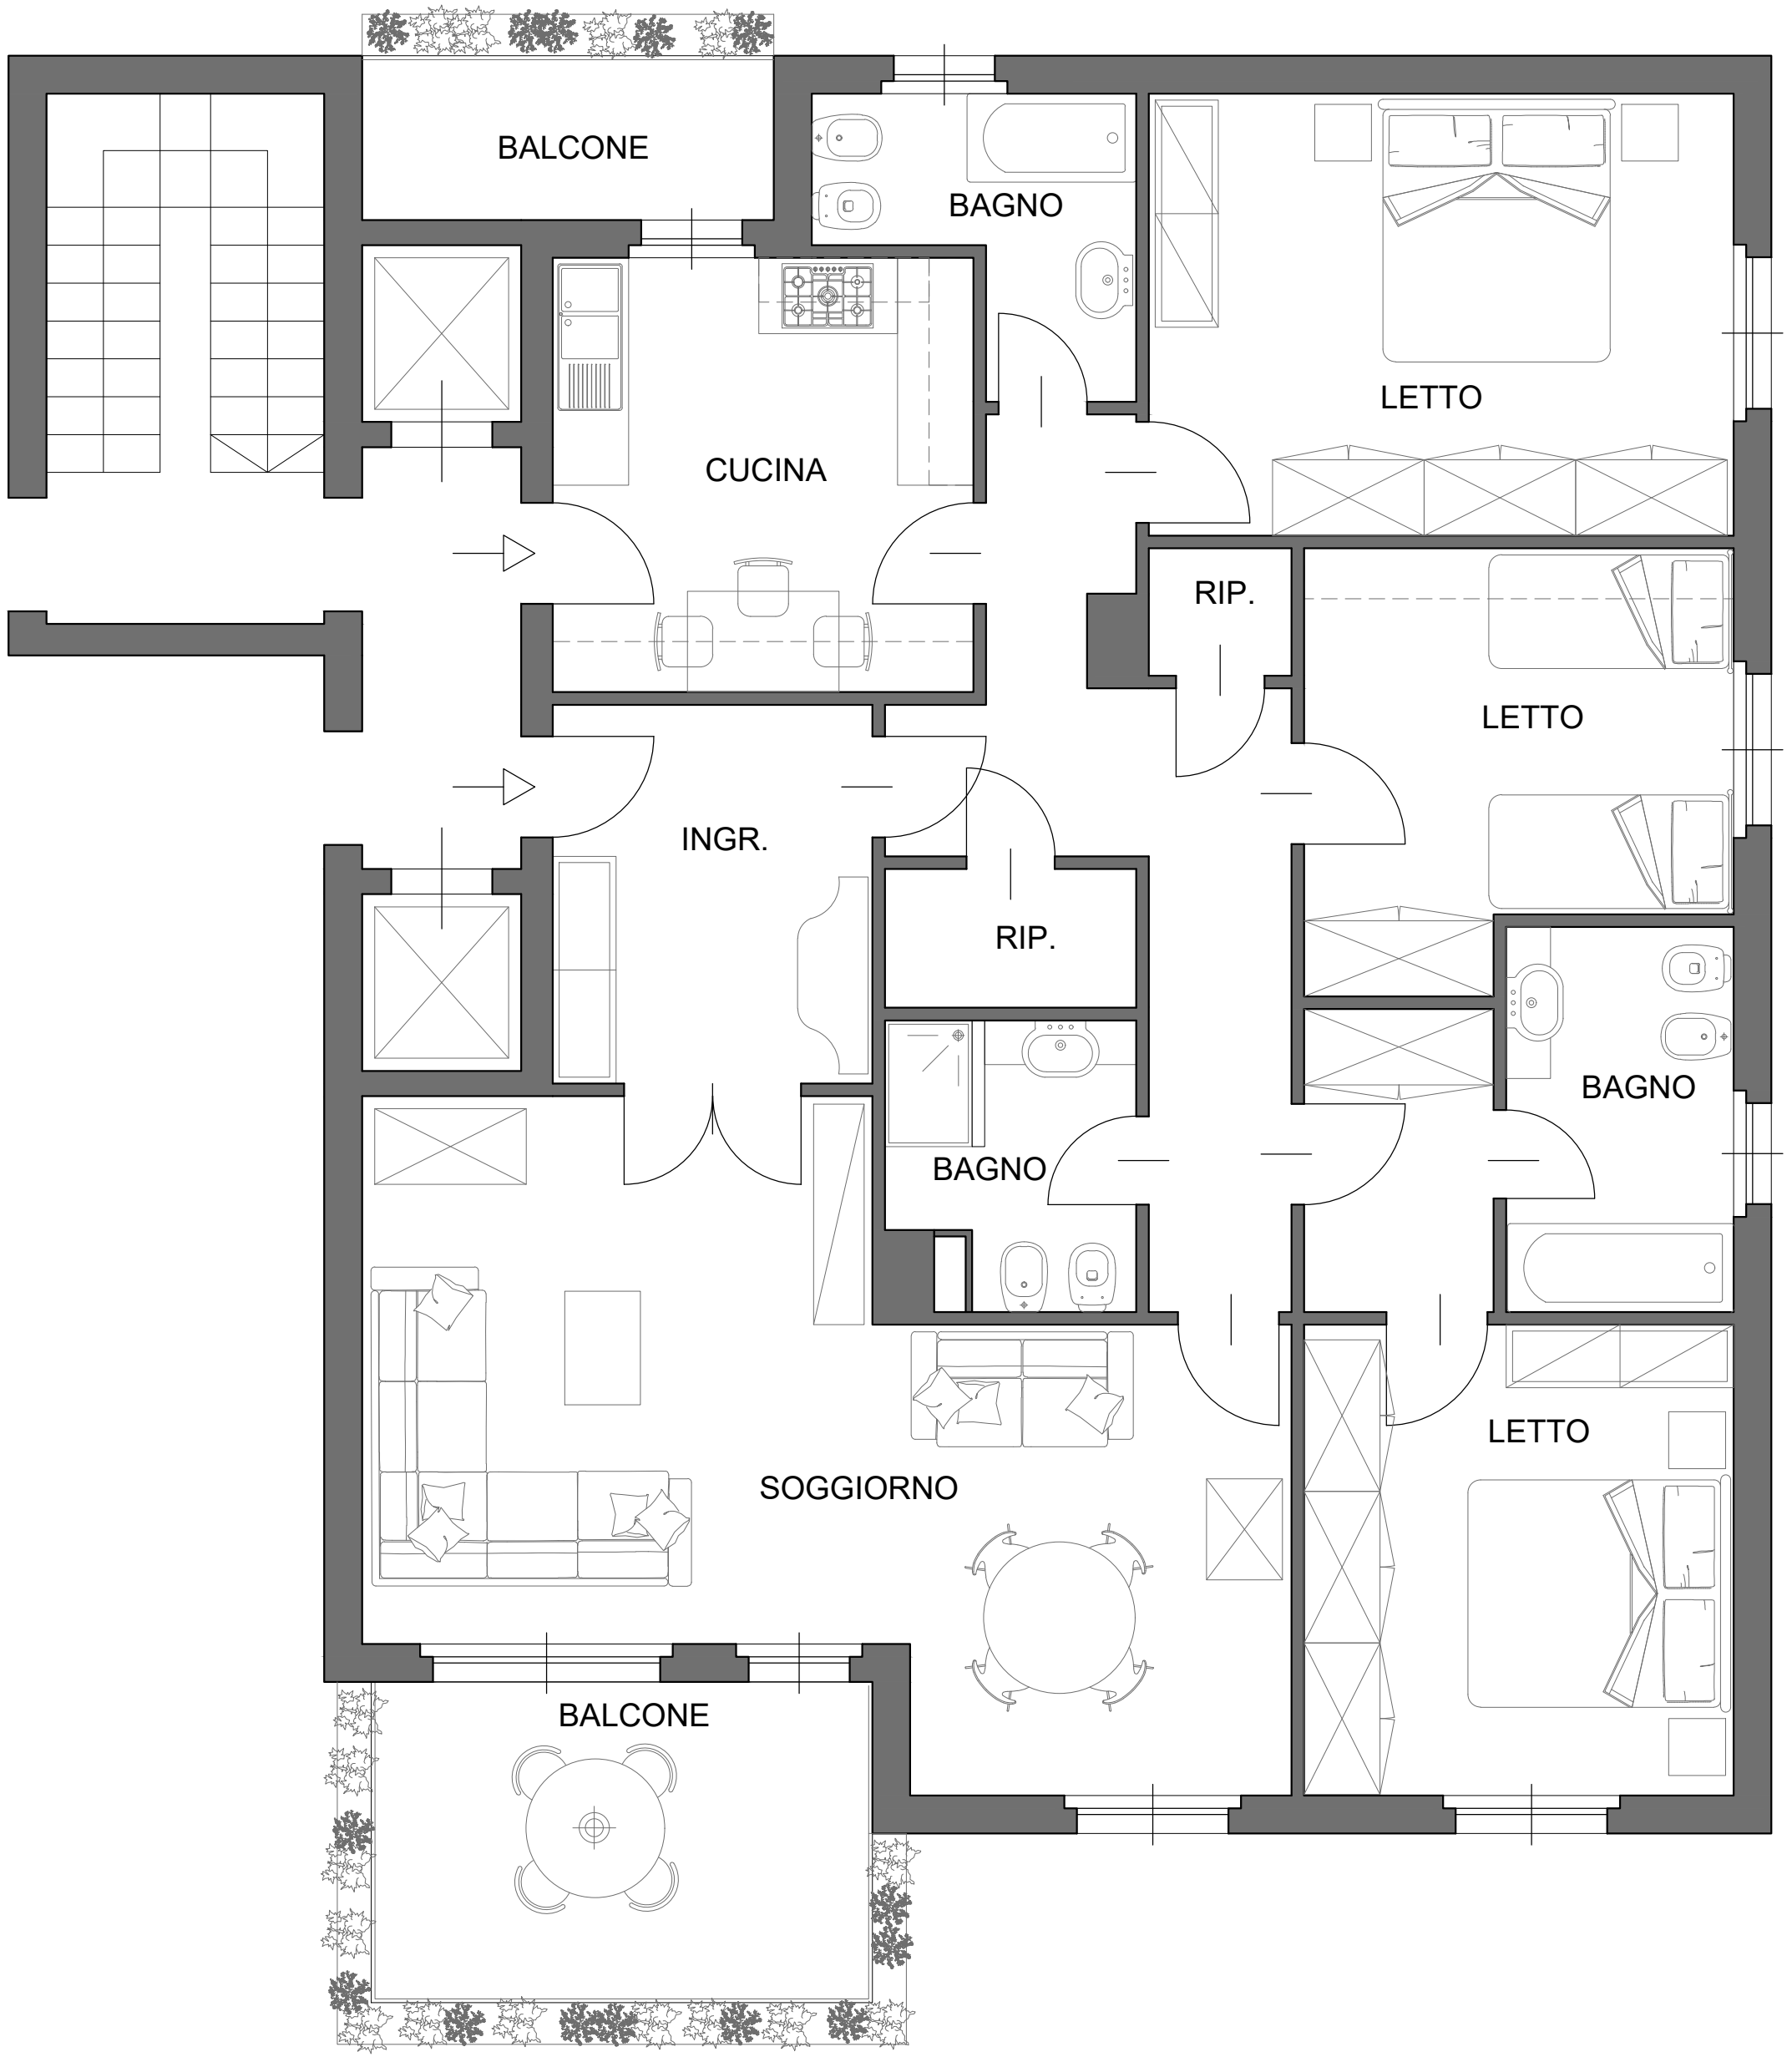 BALCONE
BAGNO
LETTO
CUCINA
RIP.
LETTO
INGR.
RIP.
BAGNO
BAGNO
LETTO
SOGGIORNO
BALCONE